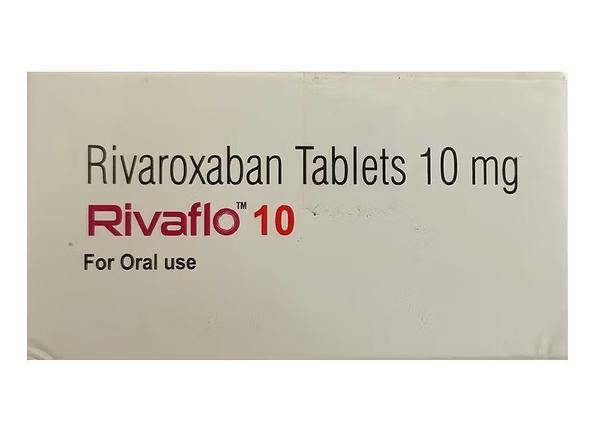 Rivaroxaban Tablets 10 mg
Rivaflo™ 10
For Oral use